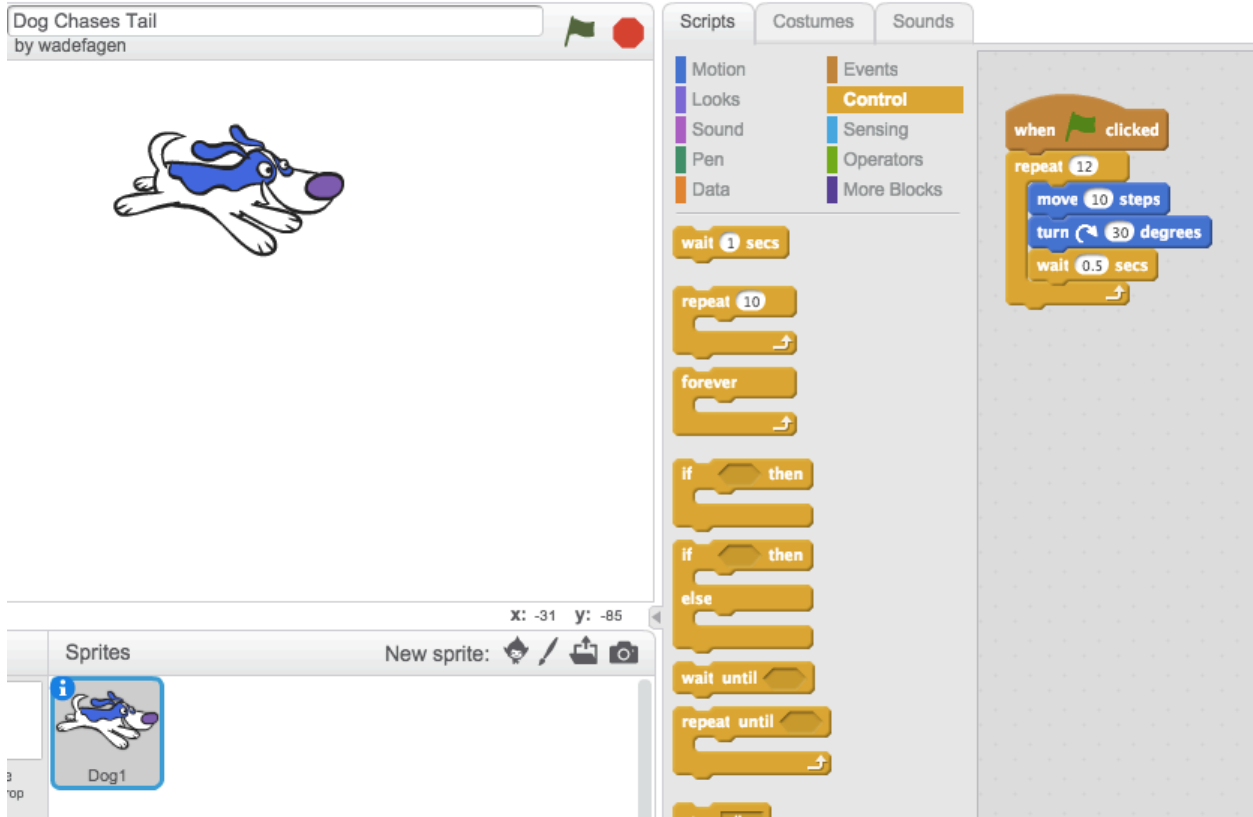 Dog Chases Tail
by wadefagen
Scripts
Costumes
Sounds
Motion
Events
Looks
Control
Sound
Sensing
Pen
Operators
Data
More Blocks
wait 1 secs
repeat 10
forever
if then
if then
else
wait until
repeat until
when clicked
repeat 12
move 10 steps
turn 30 degrees
wait 0.5 secs
x: -31 y: -85
Sprites
New sprite:
i
Dog1